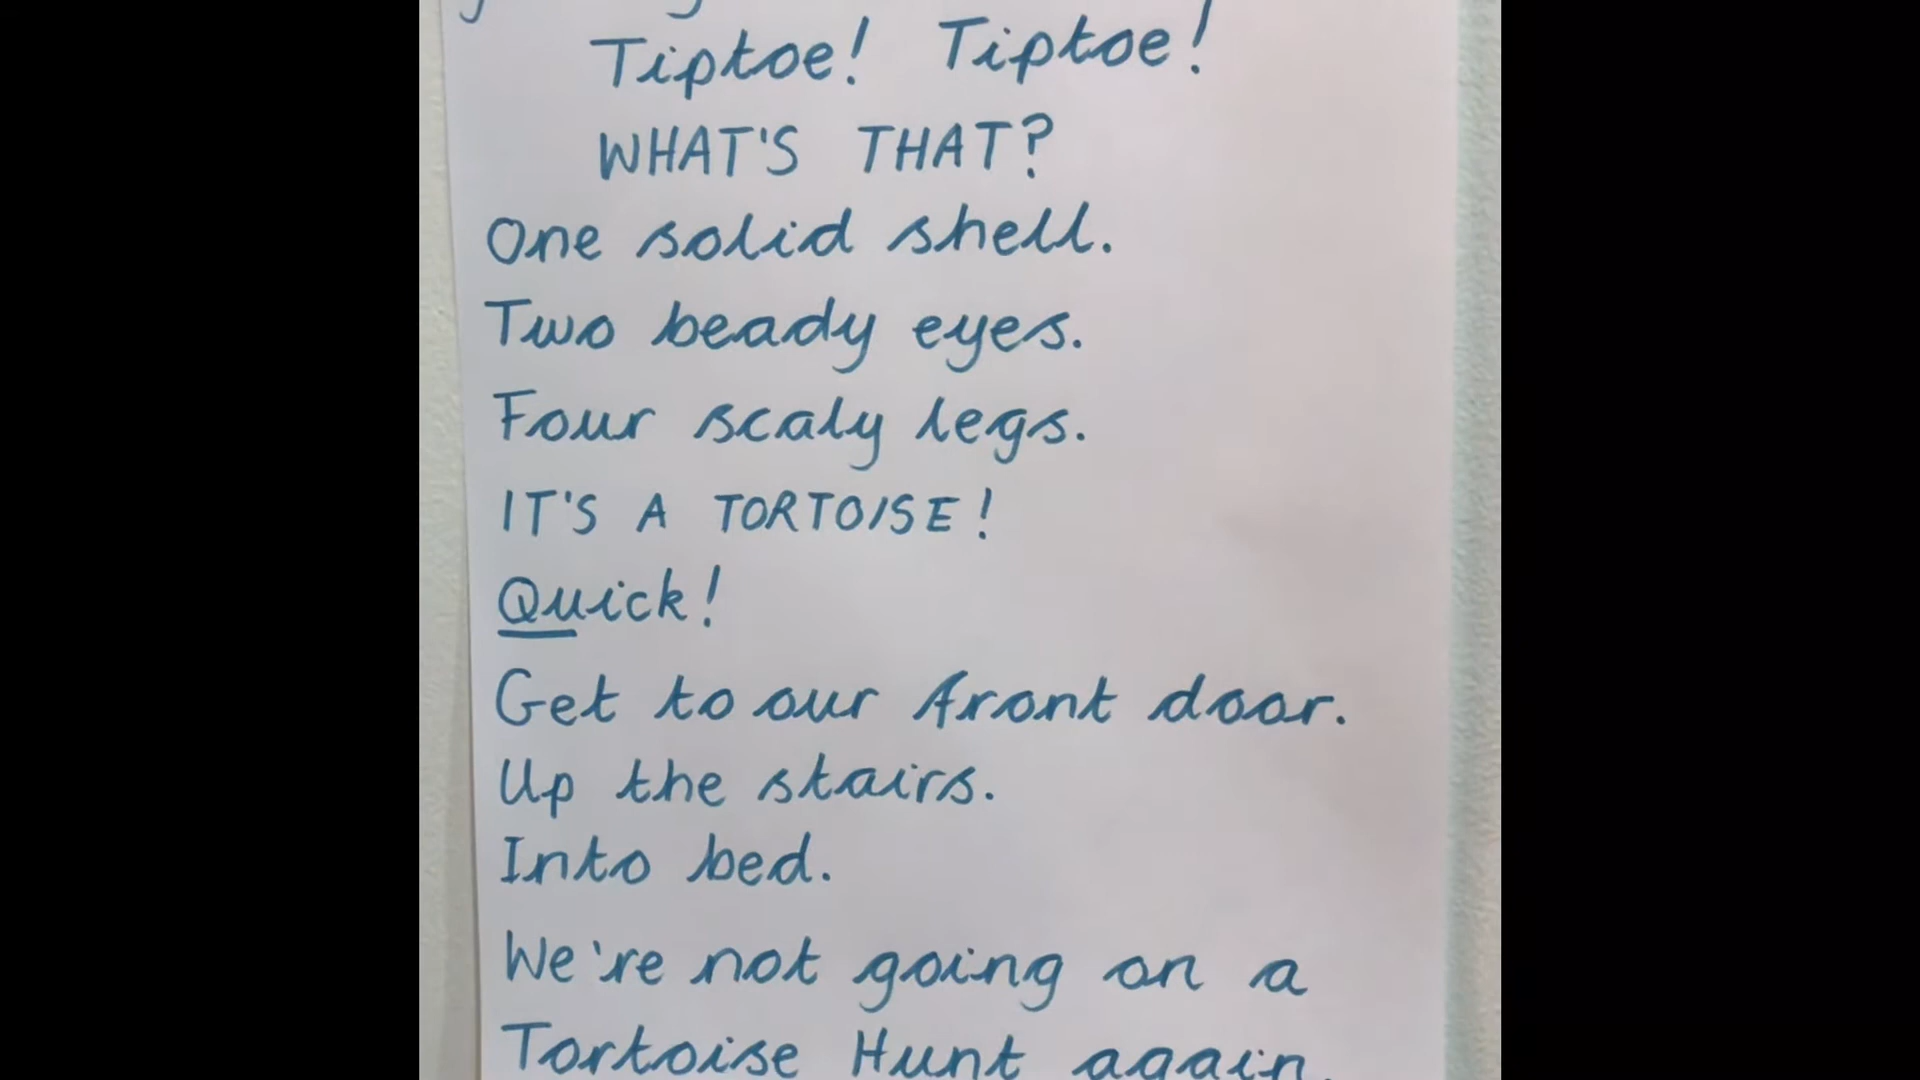 Tiptoe! Tiptoe!
WHAT'S THAT?
One solid shell.
Two beady eyes.
Four scaly legs.
IT'S A TORTOISE!
Quick!
Get to our front door.
Up the stairs.
Into bed.
We're not going on a
Tortoise Hunt again.